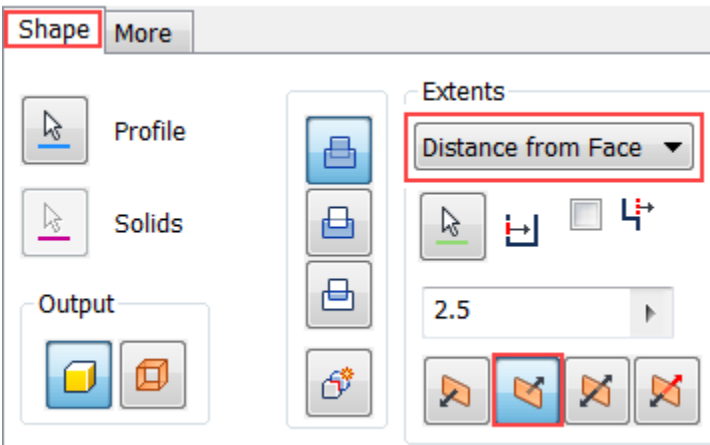 Shape
More
Profile
Solids
Output
Extents
Distance from Face
2.5